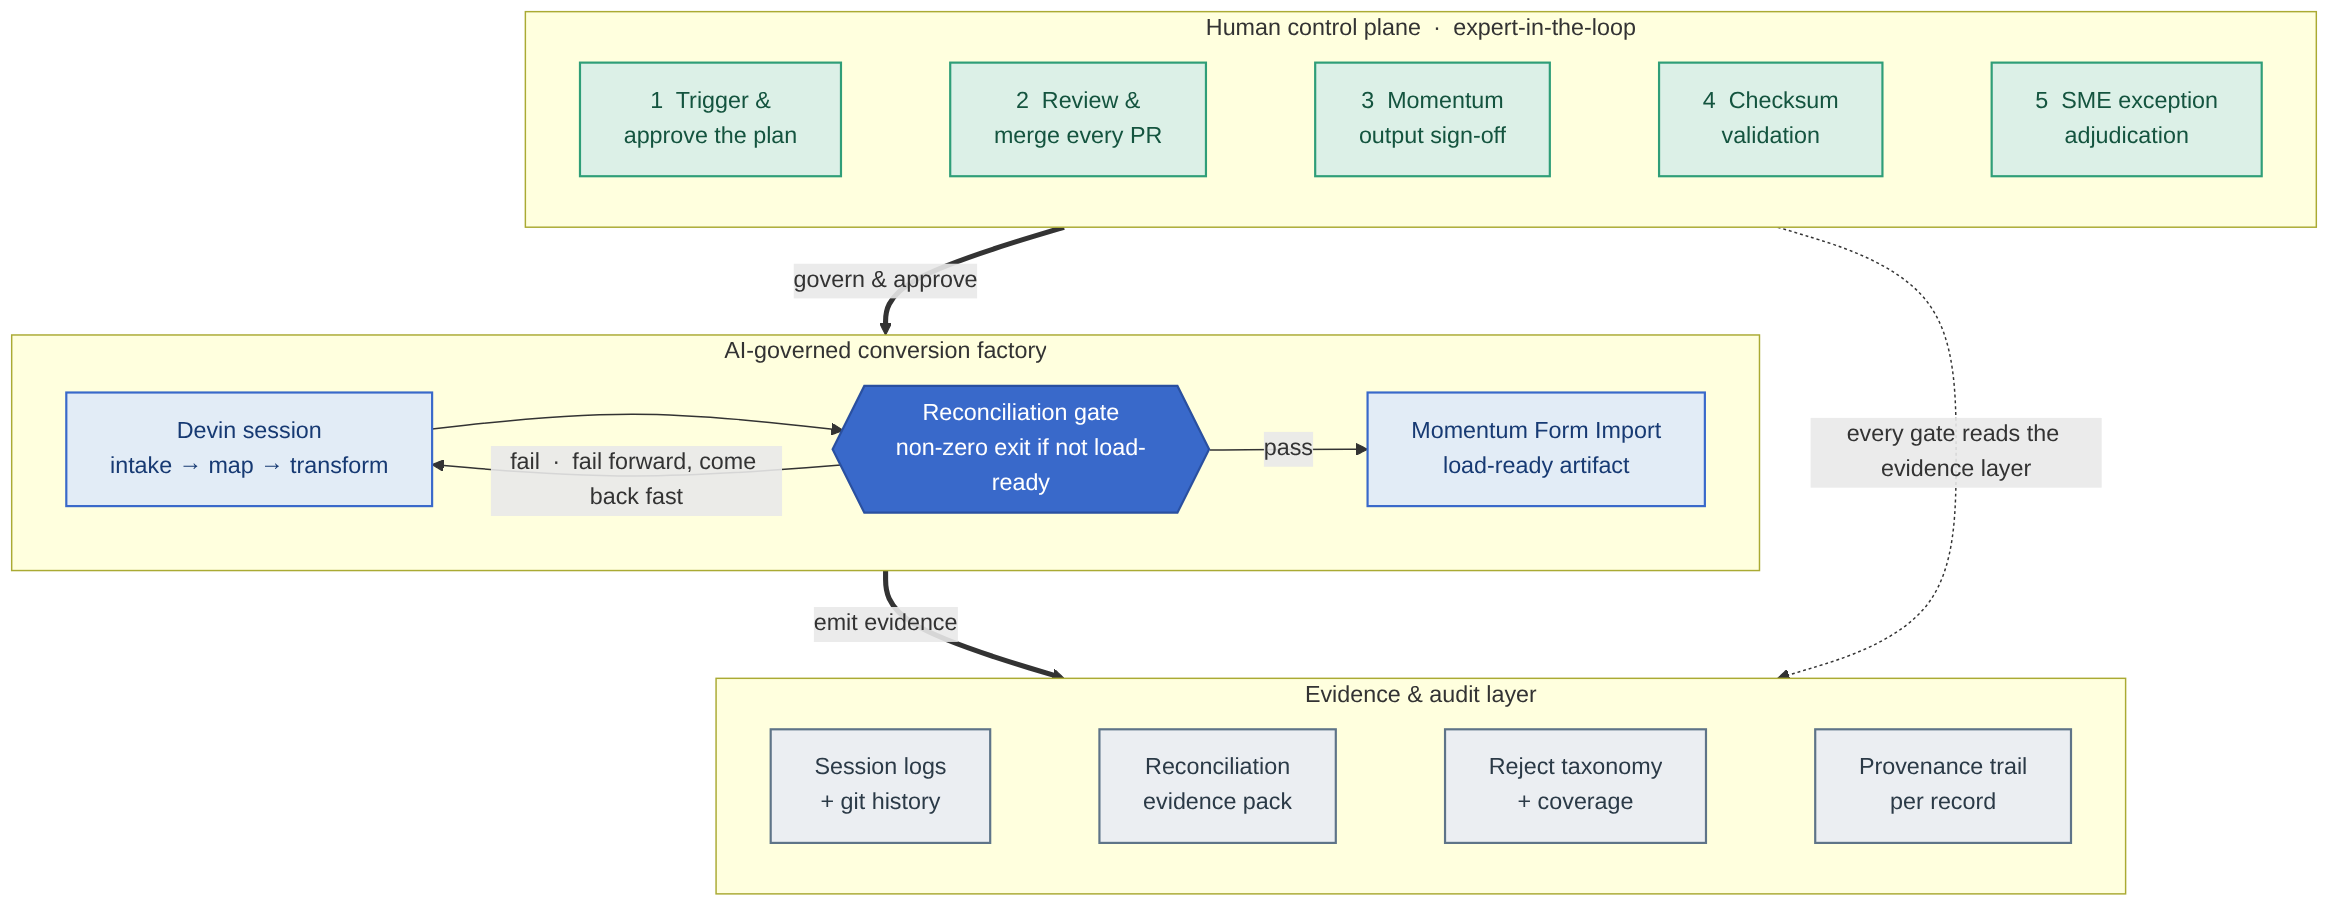 Human control plane · expert-in-the-loop
1 Trigger &
approve the plan
2 Review &
merge every PR
3 Momentum
output sign-off
4 Checksum
validation
5 SME exception
adjudication
govern & approve
AI-governed conversion factory
Devin session
intake → map → transform
fail · fail forward, come
back fast
Reconciliation gate
non-zero exit if not load-
ready
pass
Momentum Form Import
load-ready artifact
every gate reads the
evidence layer
emit evidence
Evidence & audit layer
Session logs
+ git history
Reconciliation
evidence pack
Reject taxonomy
+ coverage
Provenance trail
per record